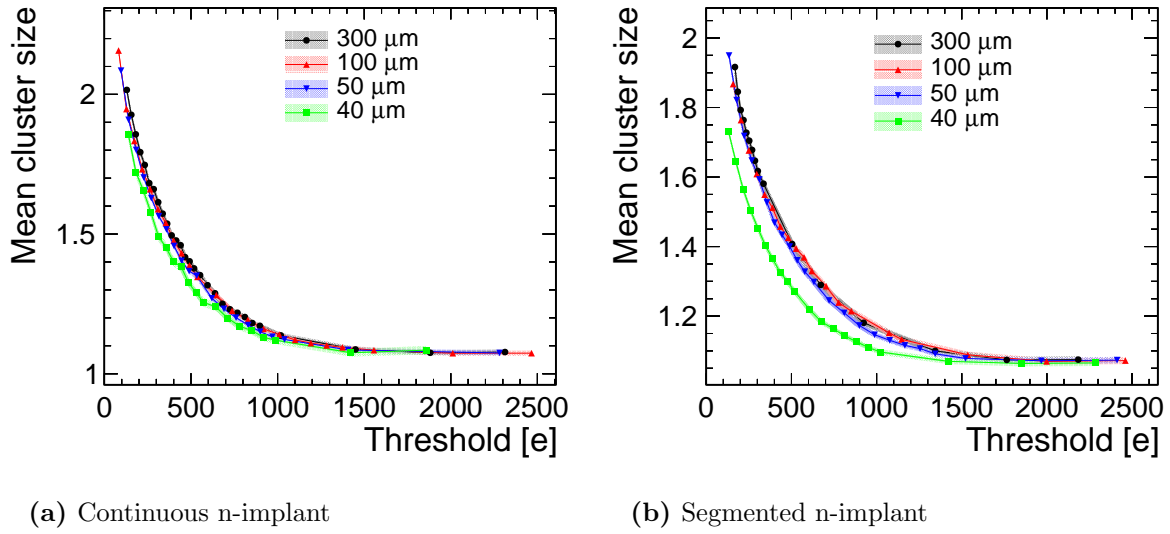 Mean cluster size
2
1.5
1
300 μm
100 μm
50 μm
40 μm
0 500 1000 1500 2000 2500
Threshold [e]
(a) Continuous n-implant
Mean cluster size
2
1.8
1.6
1.4
1.2
300 μm
100 μm
50 μm
40 μm
0 500 1000 1500 2000 2500
Threshold [e]
(b) Segmented n-implant